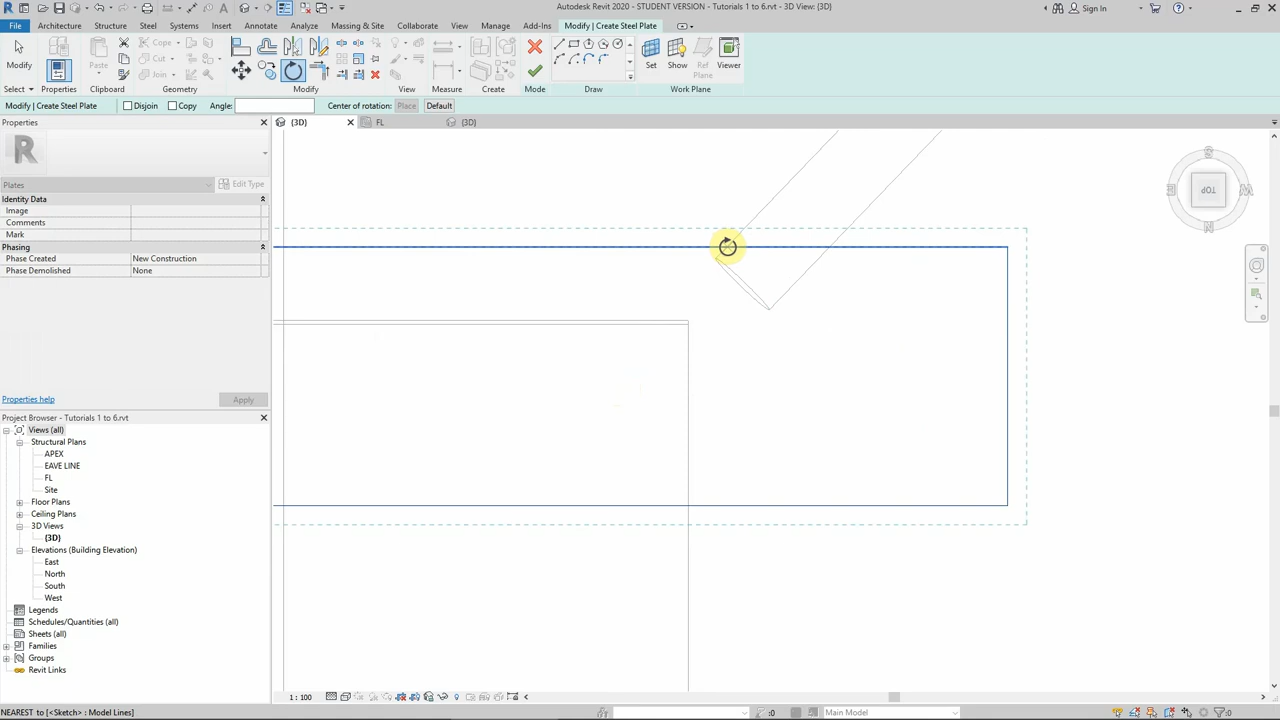 Autodesk Revit 2020 - STUDENT VERSION - Tutorials 1 to 6.rvt - 3D View: {3D}
Sign In
File Architecture Structure Steel Systems Insert Annotate Analyze Massing & Site Collaborate View Manage Add-Ins Modify | Create Steel Plate
Modify Paste Cope Cut Join Set Show Ref Plane Viewer
Select Properties Clipboard Geometry Modify View Measure Create Mode Draw Work Plane
Modify | Create Steel Plate Disjoin Copy Angle: Center of rotation: Place Default
Properties
{3D} FL {3D}
Plates Edit Type
Identity Data
Image
Comments
Mark
Phasing
Phase Created New Construction
Phase Demolished None
Properties help Apply
Project Browser - Tutorials 1 to 6.rvt
Views (all)
Structural Plans
APEX
EAVE LINE
FL
Site
Floor Plans
Ceiling Plans
3D Views
{3D}
Elevations (Building Elevation)
East
North
South
West
Legends
Schedules/Quantities (all)
Sheets (all)
Families
Groups
Revit Links
S
E TOP W
N
1 : 100
NEAREST to [<Sketch> : Model Lines]
:0 Main Model :0